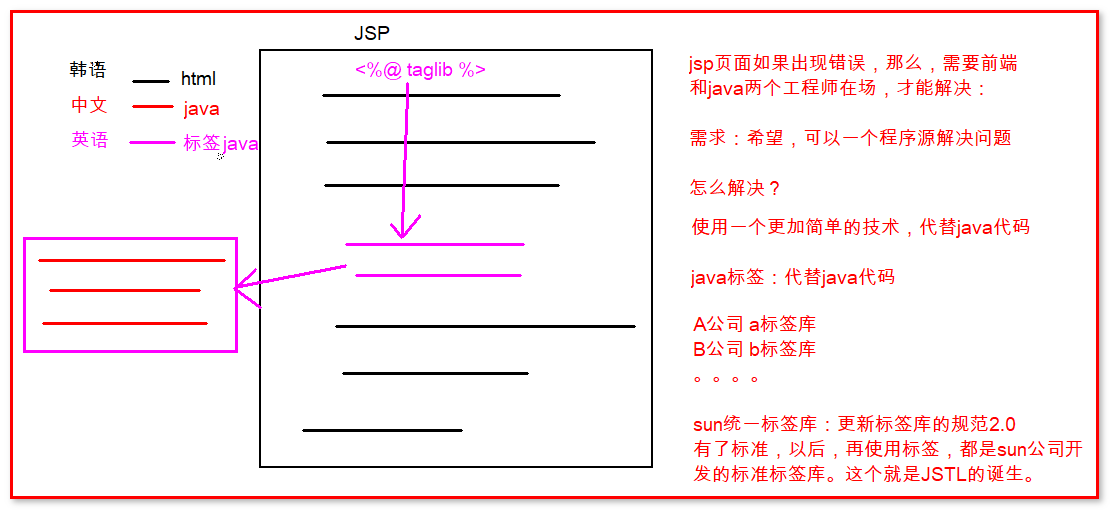 JSP
韩语
html
中文
java
英语
标签java
<%@ taglib %>
jsp页面如果出现错误，那么，需要前端
和java两个工程师在场，才能解决：
需求：希望，可以一个程序源解决问题
怎么解决？
使用一个更加简单的技术，代替java代码
java标签：代替java代码
A公司 a标签库
B公司 b标签库
。。。。
sun统一标签库：更新标签库的规范2.0
有了标准，以后，再使用标签，都是sun公司开
发的标准标签库。这个就是JSTL的诞生。